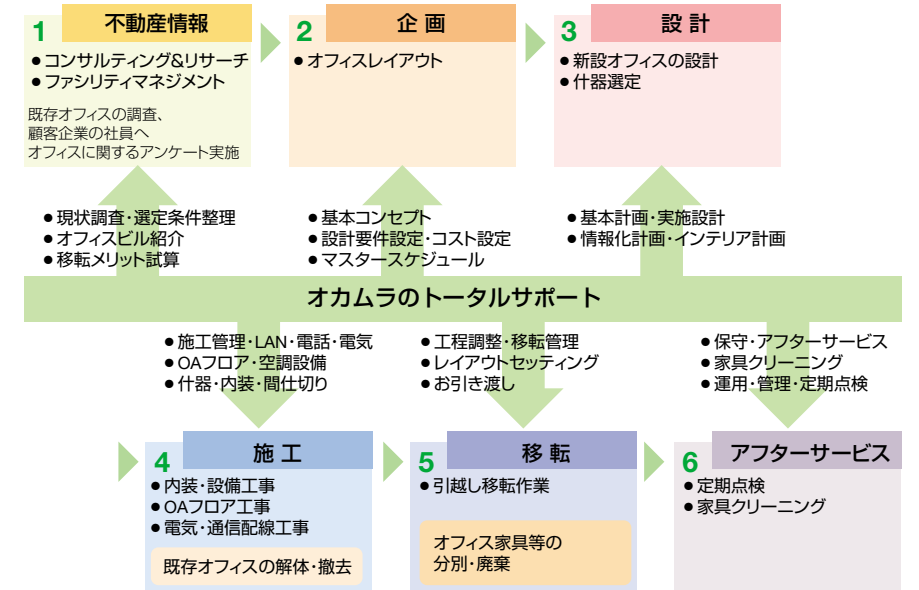 1
不動産情報
●コンサルティング&リサーチ
●ファシリティマネジメント
既存オフィスの調査、
顧客企業の社員へ
オフィスに関するアンケート実施
2
企 画
●オフィスレイアウト
3
設 計
●新設オフィスの設計
●什器選定
●現状調査・選定条件整理
●オフィスビル紹介
●移転メリット試算
●基本コンセプト
●設計要件設定・コスト設定
●マスタースケジュール
●基本計画・実施設計
●情報化計画・インテリア計画
オカムラのトータルサポート
●施工管理・LAN・電話・電気
●OAフロア・空調設備
●什器・内装・間仕切り
●工程調整・移転管理
●レイアウトセッティング
●お引き渡し
●保守・アフターサービス
●家具クリーニング
●運用・管理・定期点検
4
施 工
●内装・設備工事
●OAフロア工事
●電気・通信配線工事
既存オフィスの解体・撤去
5
移 転
●引越し移転作業
オフィス家具等の
分別・廃棄
6
アフターサービス
●定期点検
●家具クリーニング